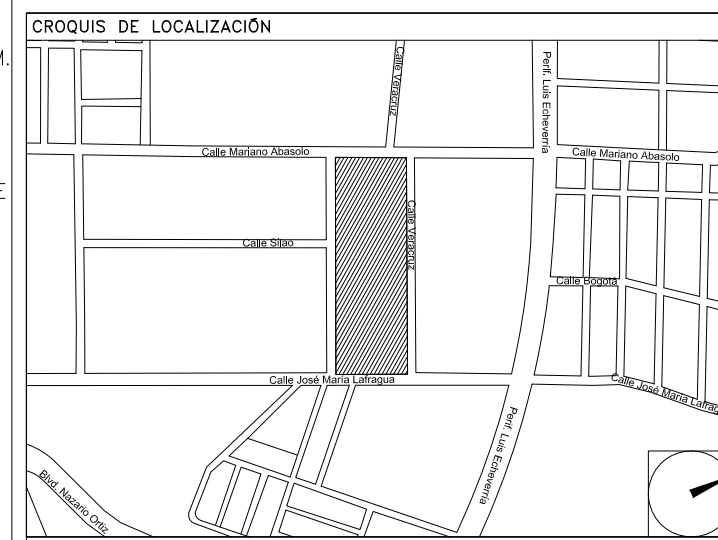 CROQUIS DE LOCALIZACIÓN
M.
Calle Veracruz
Perif. Luis Echeverría
Calle Mariano Abasolo
Calle Mariano Abasolo
E
Calle Veracruz
Calle Silao
Calle Bogotá
Calle José María Lafragua
Calle José María Lafrag
Perif. Luis Echeverría
Blvd. Nazario Ortiz